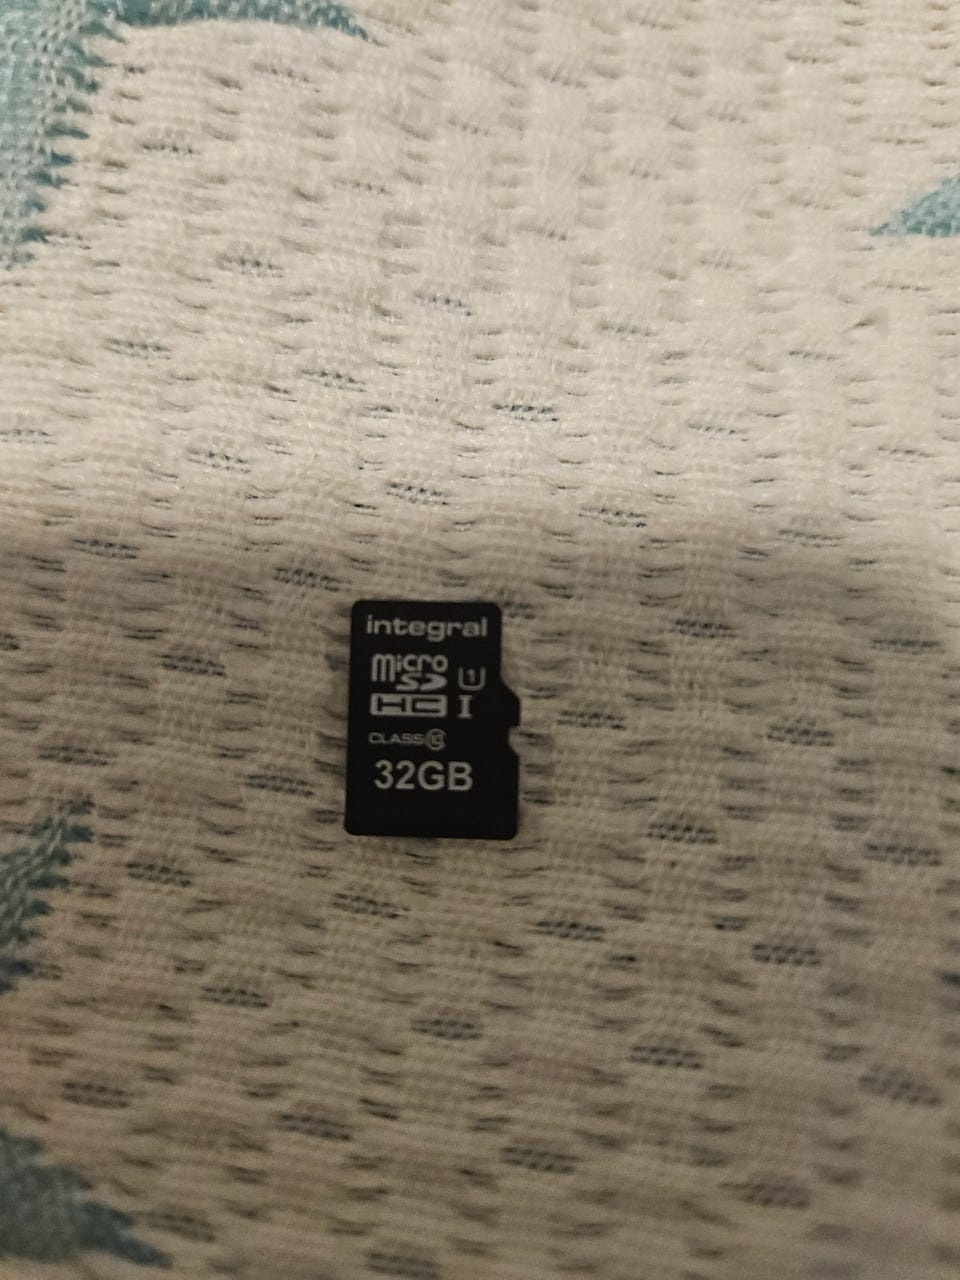 integral
micro
SD 1
HC I
CLASS 10
32GB